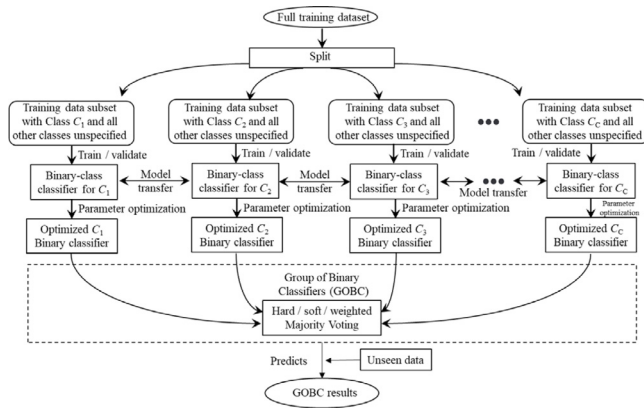 Full training dataset
Split
Training data subset
with Class C₁ and all
other classes unspecified
Training data subset
with Class C₂ and all
other classes unspecified
Training data subset
with Class C₃ and all
other classes unspecified
Training data subset
with Class C_C and all
other classes unspecified
Train / validate
Train / validate
Train / validate
Train / validate
Binary-class
classifier for C₁
Model
transfer
Binary-class
classifier for C₂
Model
transfer
Binary-class
classifier for C₃
Model transfer
Binary-class
classifier for C_C
Parameter optimization
Parameter optimization
Parameter optimization
Parameter
optimization
Optimized C₁
Binary classifier
Optimized C₂
Binary classifier
Optimized C₃
Binary classifier
Optimized C_C
Binary classifier
Group of Binary
Classifiers (GOBC)
Hard / soft / weighted
Majority Voting
Predicts
Unseen data
GOBC results